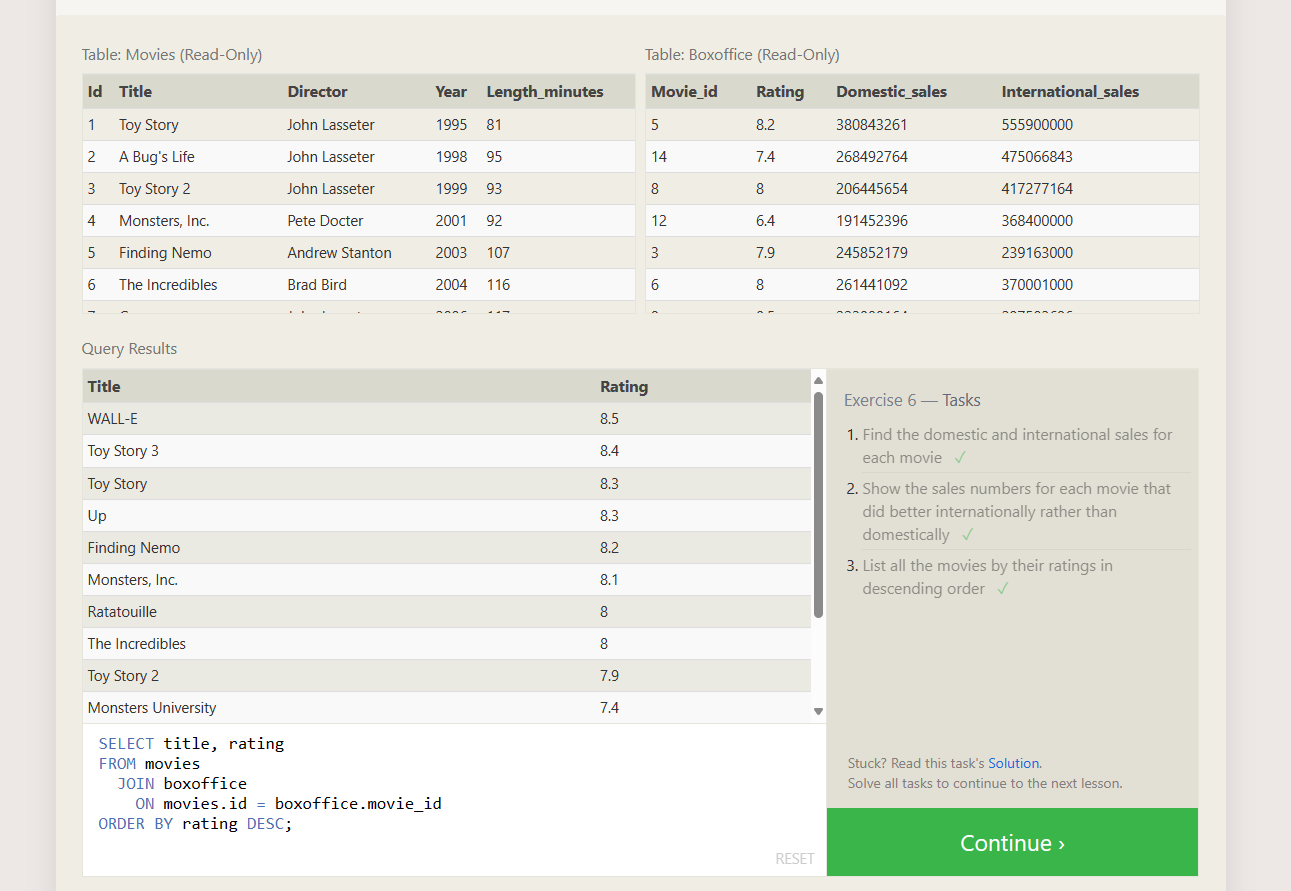 Table: Movies (Read-Only)
Id Title Director Year Length_minutes
1 Toy Story John Lasseter 1995 81
2 A Bug's Life John Lasseter 1998 95
3 Toy Story 2 John Lasseter 1999 93
4 Monsters, Inc. Pete Docter 2001 92
5 Finding Nemo Andrew Stanton 2003 107
6 The Incredibles Brad Bird 2004 116
Table: Boxoffice (Read-Only)
Movie_id Rating Domestic_sales International_sales
5 8.2 380843261 555900000
14 7.4 268492764 475066843
8 8 206445654 417277164
12 6.4 191452396 368400000
3 7.9 245852179 239163000
6 8 261441092 370001000
Query Results
Title Rating
WALL-E 8.5
Toy Story 3 8.4
Toy Story 8.3
Up 8.3
Finding Nemo 8.2
Monsters, Inc. 8.1
Ratatouille 8
The Incredibles 8
Toy Story 2 7.9
Monsters University 7.4
SELECT title, rating
FROM movies
JOIN boxoffice
ON movies.id = boxoffice.movie_id
ORDER BY rating DESC;
RESET
Exercise 6 — Tasks
1. Find the domestic and international sales for
each movie ✓
2. Show the sales numbers for each movie that
did better internationally rather than
domestically ✓
3. List all the movies by their ratings in
descending order ✓
Stuck? Read this task's Solution.
Solve all tasks to continue to the next lesson.
Continue ›